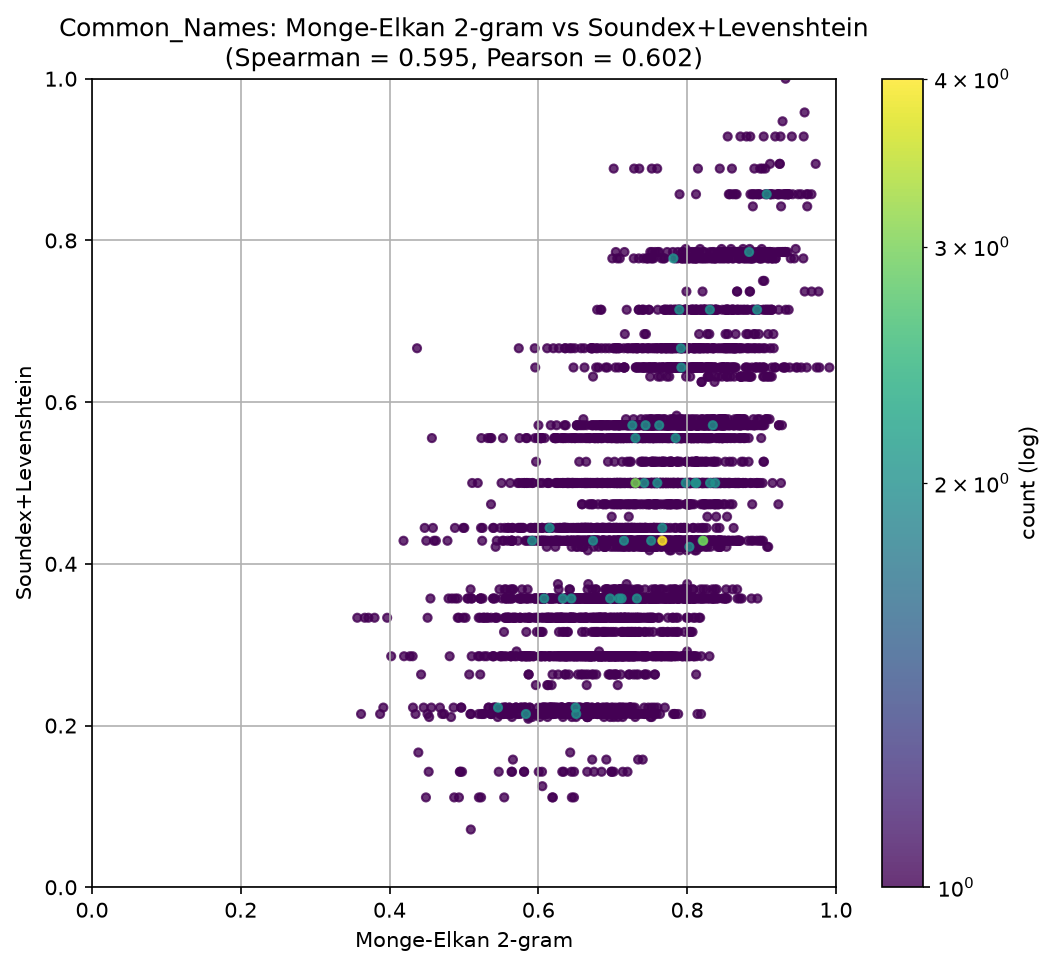 Common_Names: Monge-Elkan 2-gram vs Soundex+Levenshtein
(Spearman = 0.595, Pearson = 0.602)
1.0
0.8
0.6
0.4
0.2
0.0
Soundex+Levenshtein
0.0 0.2 0.4 0.6 0.8 1.0
Monge-Elkan 2-gram
4 × 10⁰
3 × 10⁰
2 × 10⁰
10⁰
count (log)